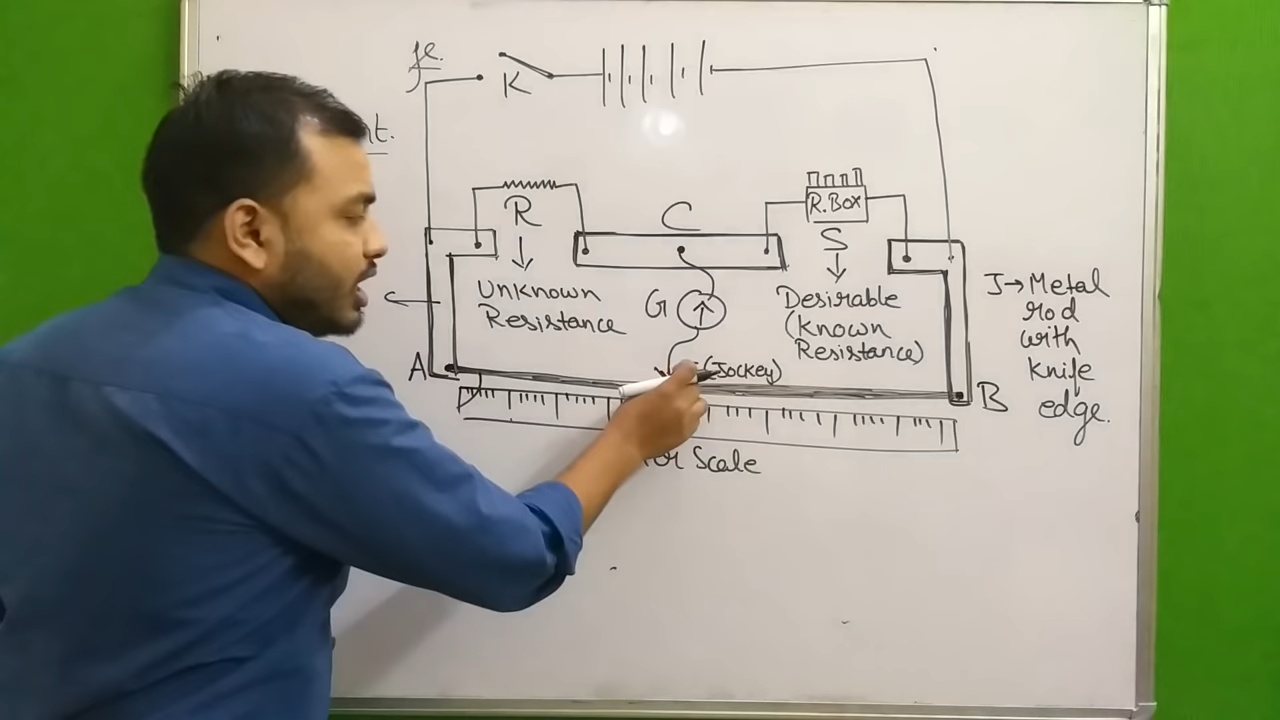 K
R
C
R.Box
S
Unknown
Resistance
G
Desirable
(Known
Resistance)
J→Metal
rod
with
knife
edge.
A
(Jockey)
B
Scale